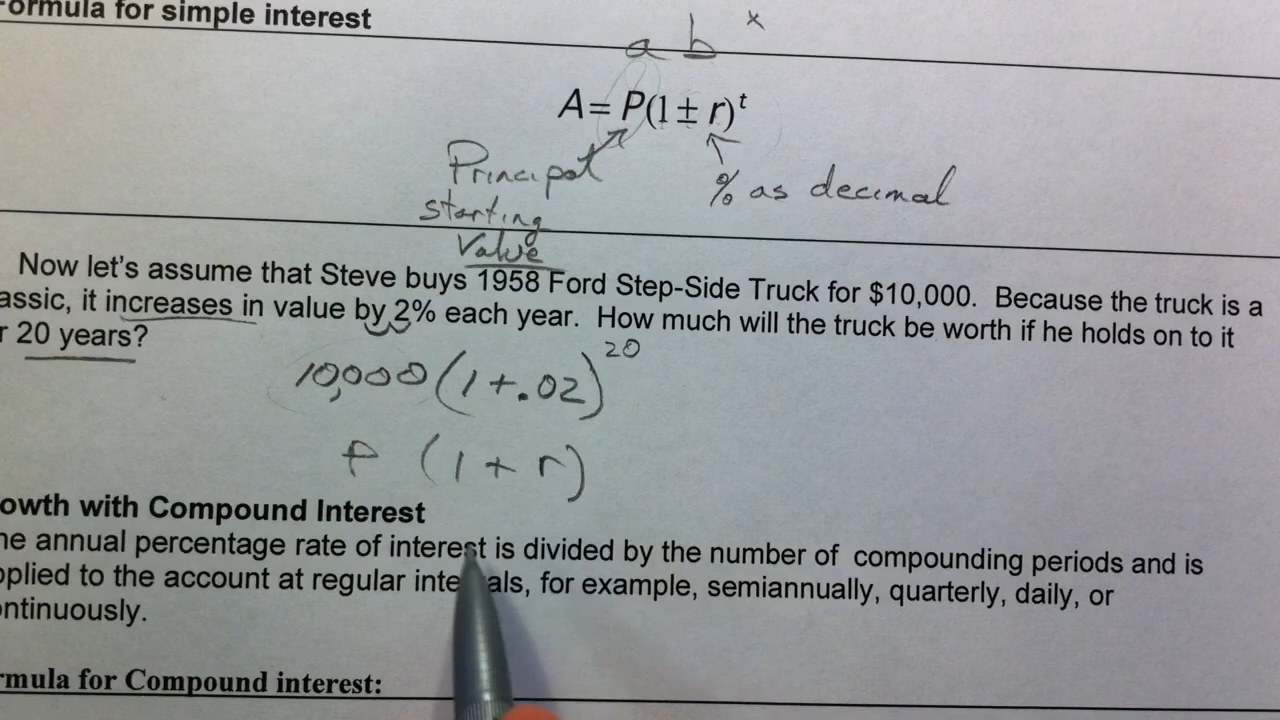 ormula for simple interest
a b x
A= P(1 ± r)t
Principal
% as decimal
starting
Value
Now let's assume that Steve buys 1958 Ford Step-Side Truck for $10,000. Because the truck is a
assic, it increases in value by 2% each year. How much will the truck be worth if he holds on to it
r 20 years?
10,000(1+.02)20
P (1 + r)
owth with Compound Interest
ne annual percentage rate of interest is divided by the number of compounding periods and is
pplied to the account at regular inte als, for example, semiannually, quarterly, daily, or
ontinuously.
rmula for Compound interest: